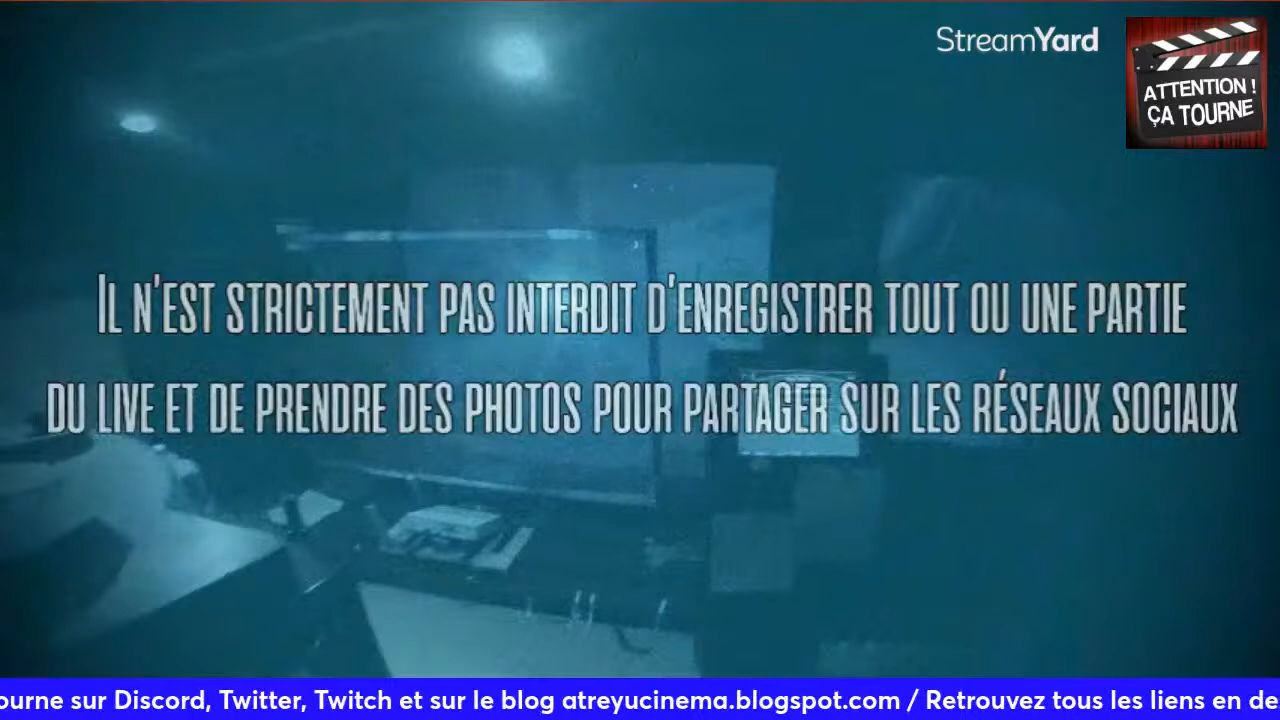 StreamYard
ATTENTION !
ÇA TOURNE
IL N'EST STRICTEMENT PAS INTERDIT D'ENREGISTRER TOUT OU UNE PARTIE
DU LIVE ET DE PRENDRE DES PHOTOS POUR PARTAGER SUR LES RÉSEAUX SOCIAUX
ourne sur Discord, Twitter, Twitch et sur le blog atreyucinema.blogspot.com / Retrouvez tous les liens en de